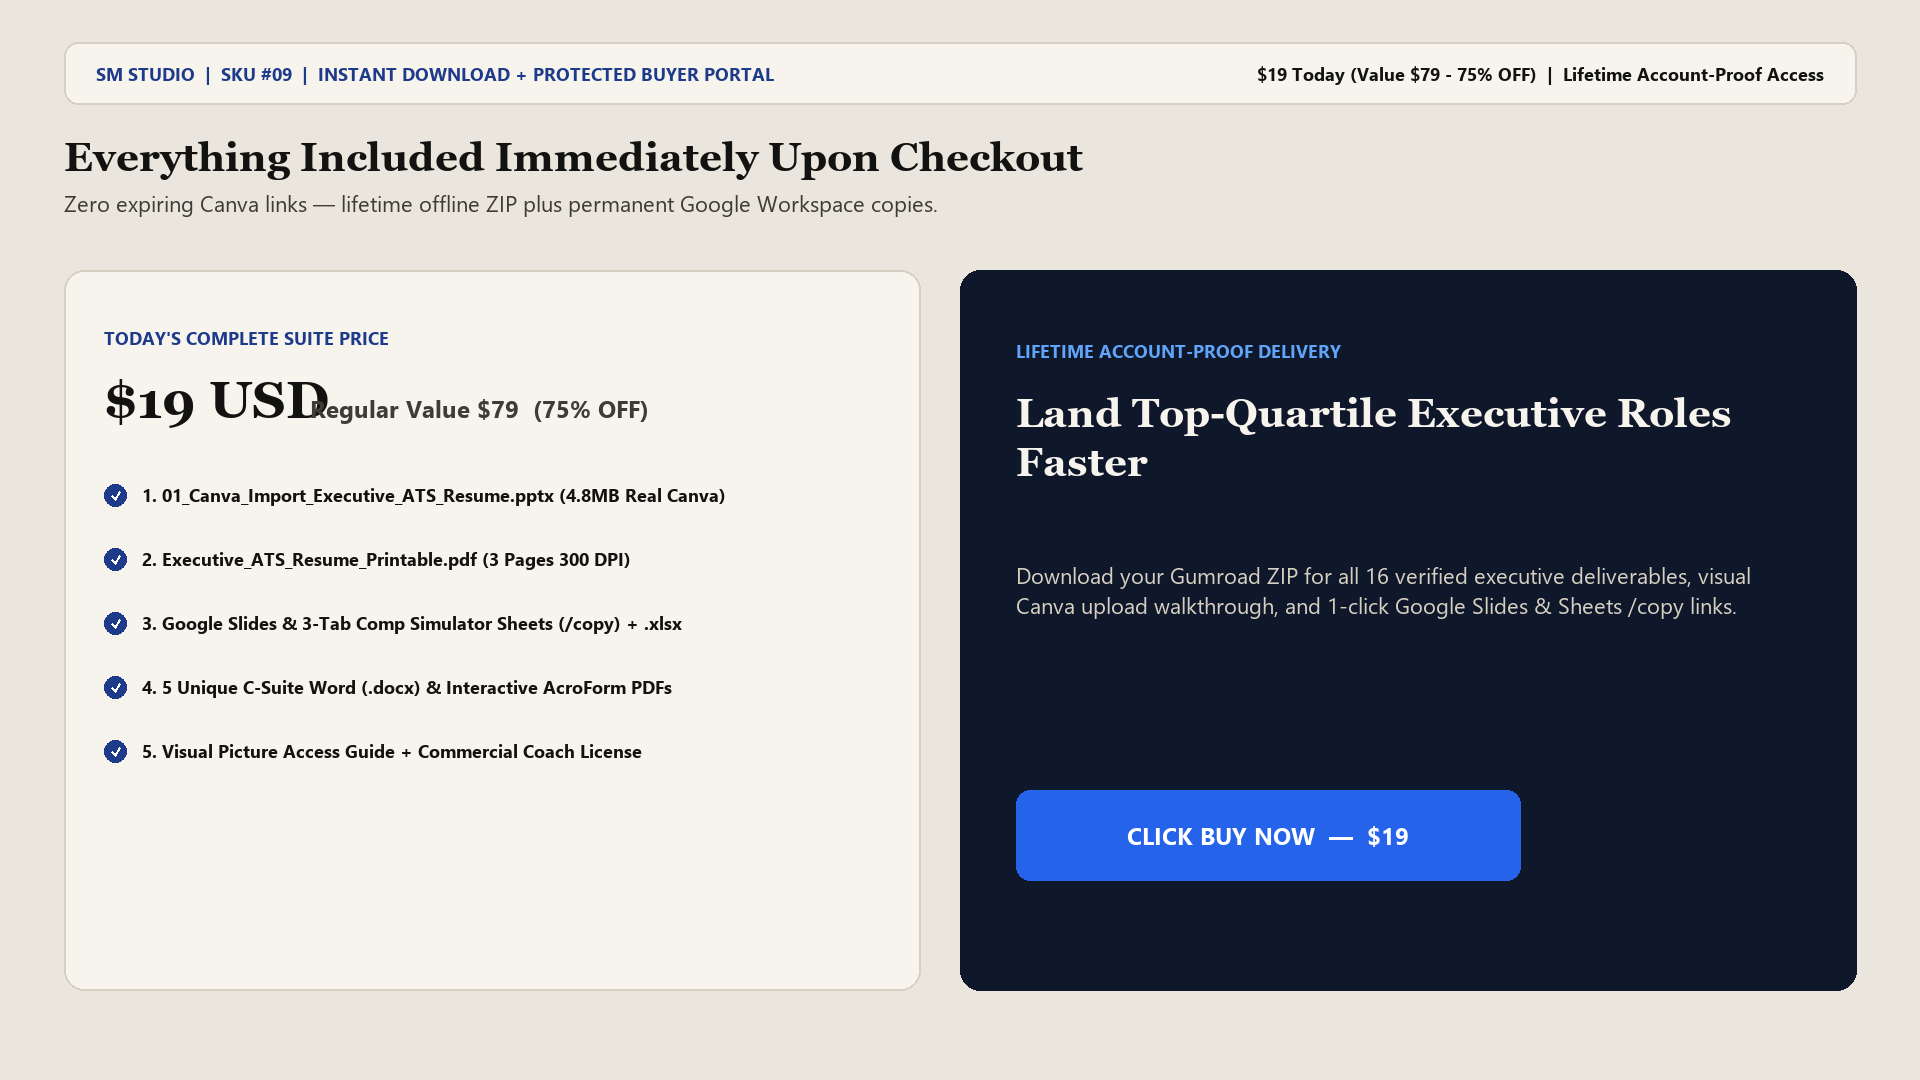 SM STUDIO | SKU #09 | INSTANT DOWNLOAD + PROTECTED BUYER PORTAL
$19 Today (Value $79 - 75% OFF) | Lifetime Account-Proof Access
Everything Included Immediately Upon Checkout
Zero expiring Canva links — lifetime offline ZIP plus permanent Google Workspace copies.
TODAY'S COMPLETE SUITE PRICE
$19 USD
Regular Value $79 (75% OFF)
1. 01_Canva_Import_Executive_ATS_Resume.pptx (4.8MB Real Canva)
2. Executive_ATS_Resume_Printable.pdf (3 Pages 300 DPI)
3. Google Slides & 3-Tab Comp Simulator Sheets (/copy) + .xlsx
4. 5 Unique C-Suite Word (.docx) & Interactive AcroForm PDFs
5. Visual Picture Access Guide + Commercial Coach License
LIFETIME ACCOUNT-PROOF DELIVERY
Land Top-Quartile Executive Roles
Faster
Download your Gumroad ZIP for all 16 verified executive deliverables, visual
Canva upload walkthrough, and 1-click Google Slides & Sheets /copy links.
CLICK BUY NOW — $19